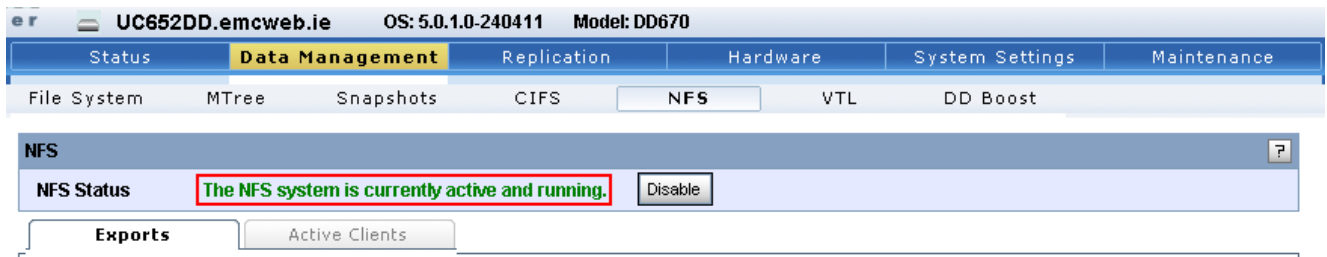 er UC652DD.emcweb.ie OS: 5.0.1.0-240411 Model: DD670
Status Data Management Replication Hardware System Settings Maintenance
File System MTree Snapshots CIFS NFS VTL DD Boost
NFS ?
NFS Status The NFS system is currently active and running. Disable
Exports Active Clients